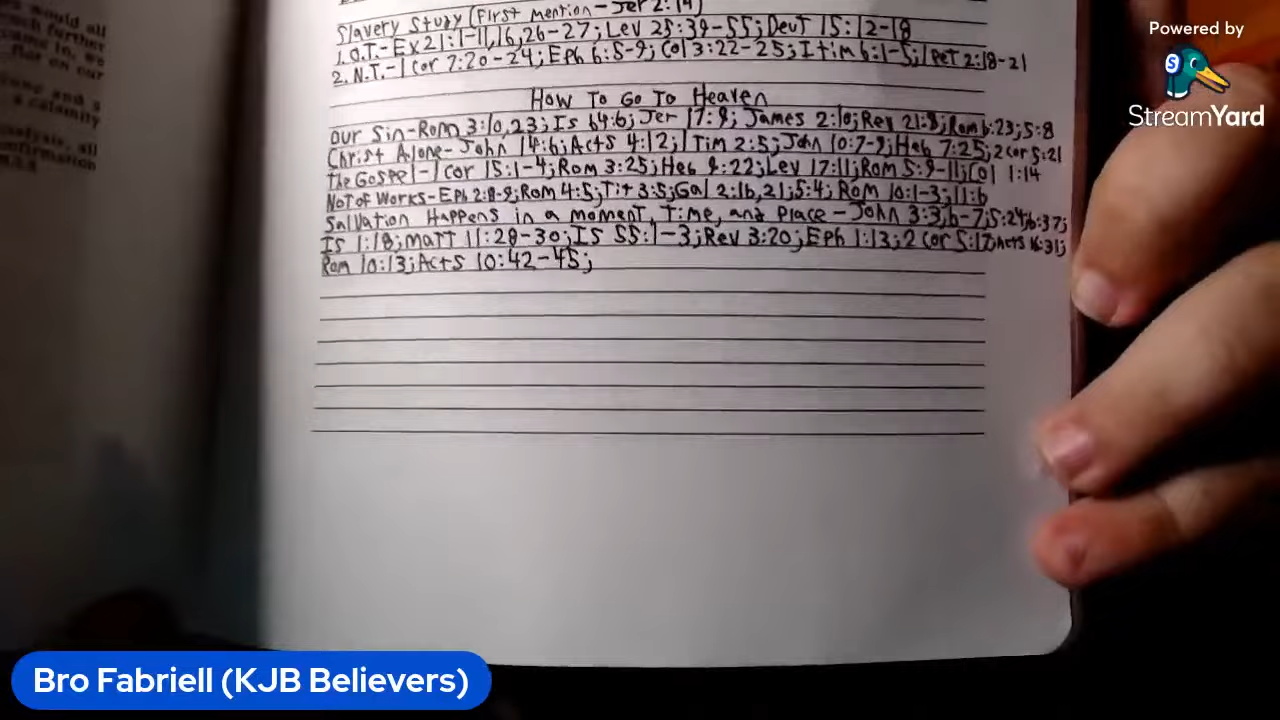 Slavery Study (First mention - Jer 2:14)
1. O.T.- Ex 21:1-11,16,26-27; Lev 25:39-55; Deut 15:12-18
2. N.T.- 1 Cor 7:20-24; Eph 6:5-9; Col 3:22-25; 1 Tim 6:1-5; 1 Pet 2:18-21
How To Go To Heaven
Our Sin- Rom 3:10,23; Is 64:6; Jer 17:9; James 2:10; Rev 21:8; Rom 6:23; 5:8
Christ Alone- John 14:6; Acts 4:12; 1 Tim 2:5; John 10:7-9; Heb 7:25; 2 Cor 5:21
The Gospel- 1 Cor 15:1-4; Rom 3:25; Heb 9:22; Lev 17:11; Rom 5:9-11; Col 1:14
Not of Works- Eph 2:8-9; Rom 4:5; Tit 3:5; Gal 2:16,21; 5:4; Rom 10:1-3; 11:6
Salvation Happens in a moment, Time, and Place - John 3:3,6-7; 5:24; 6:37;
Is 1:18; Matt 11:28-30; Is 55:1-3; Rev 3:20; Eph 1:13; 2 Cor 5:17; Acts 16:31;
Rom 10:13; Acts 10:42-45;
Powered by
StreamYard
Bro Fabriell (KJB Believers)